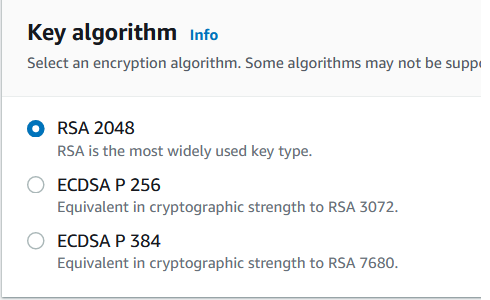 Key algorithm Info
Select an encryption algorithm. Some algorithms may not be
RSA 2048
RSA is the most widely used key type.
ECDSA P 256
Equivalent in cryptographic strength to RSA 3072.
ECDSA P 384
Equivalent in cryptographic strength to RSA 7680.